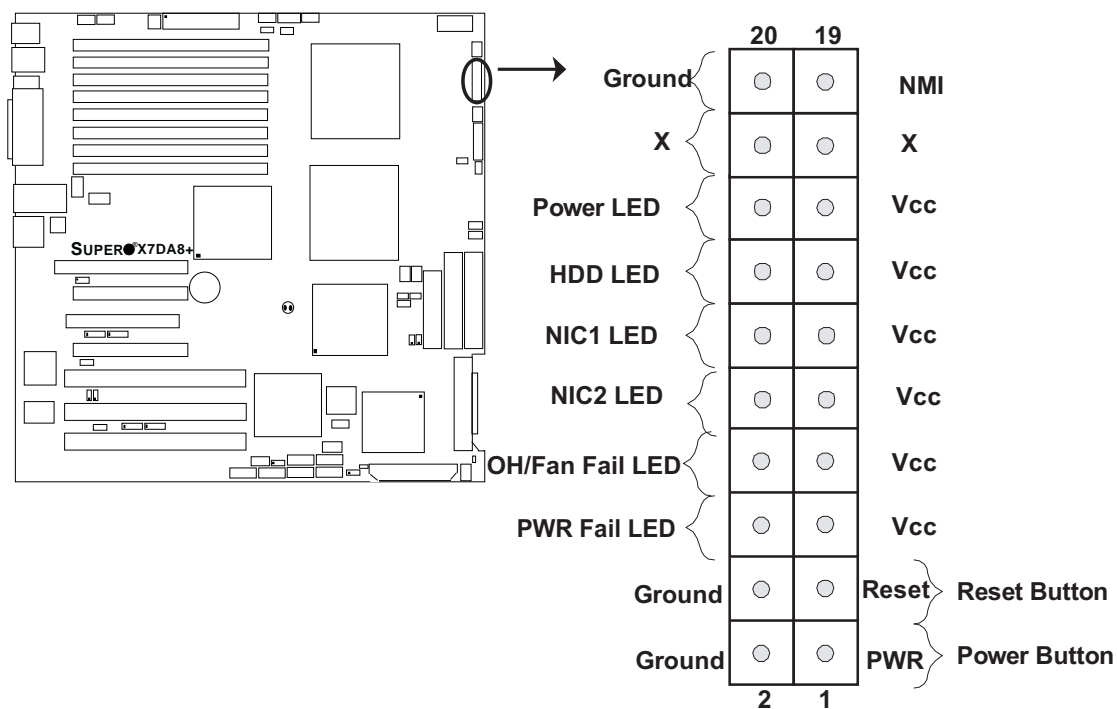 20 19
Ground NMI
X X
Power LED Vcc
HDD LED Vcc
SUPER®X7DA8+
NIC1 LED Vcc
NIC2 LED Vcc
OH/Fan Fail LED Vcc
PWR Fail LED Vcc
Ground Reset Reset Button
Ground PWR Power Button
2 1